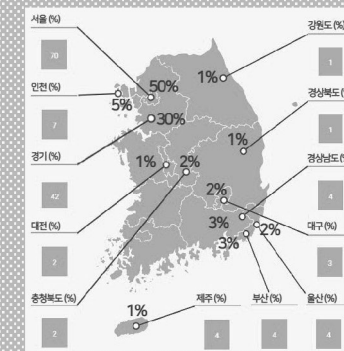 서울 (%)
70
인천 (%)
7
경기 (%)
42
대전 (%)
2
충청북도 (%)
2
강원도 (%)
1
경상북도 (%)
1
경상남도 (%)
4
대구 (%)
3
제주 (%)
4
부산 (%)
4
울산 (%)
4
50%
5%
30%
1%
1%
1%
2%
2%
3%
3%
2%
1%